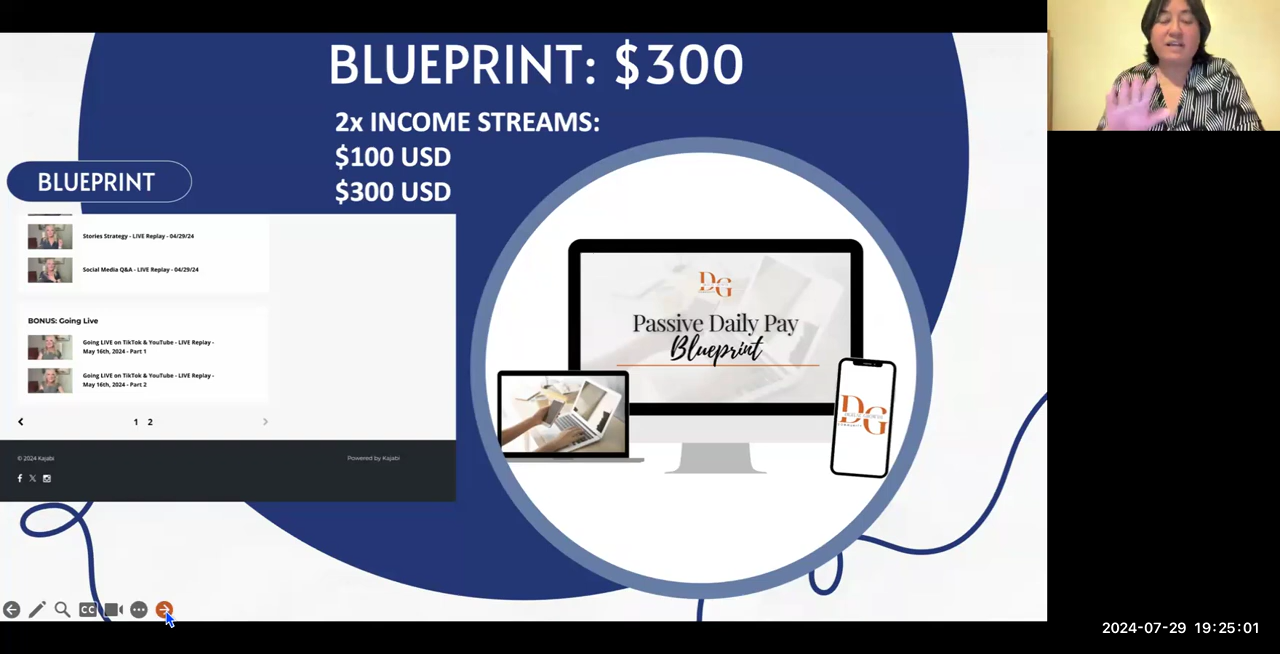 BLUEPRINT: $300
2x INCOME STREAMS:
$100 USD
$300 USD
BLUEPRINT
Stories Strategy - LIVE Replay - 04/29/24
Social Media Q&A - LIVE Replay - 04/29/24
BONUS: Going Live
Going LIVE on TikTok & YouTube - LIVE Replay -
May 16th, 2024 - Part 1
Going LIVE on TikTok & YouTube - LIVE Replay -
May 16th, 2024 - Part 2
1 2
© 2024 Kajabi
Powered by Kajabi
DG
Passive Daily Pay
Blueprint
DG
CC
2024-07-29 19:25:01